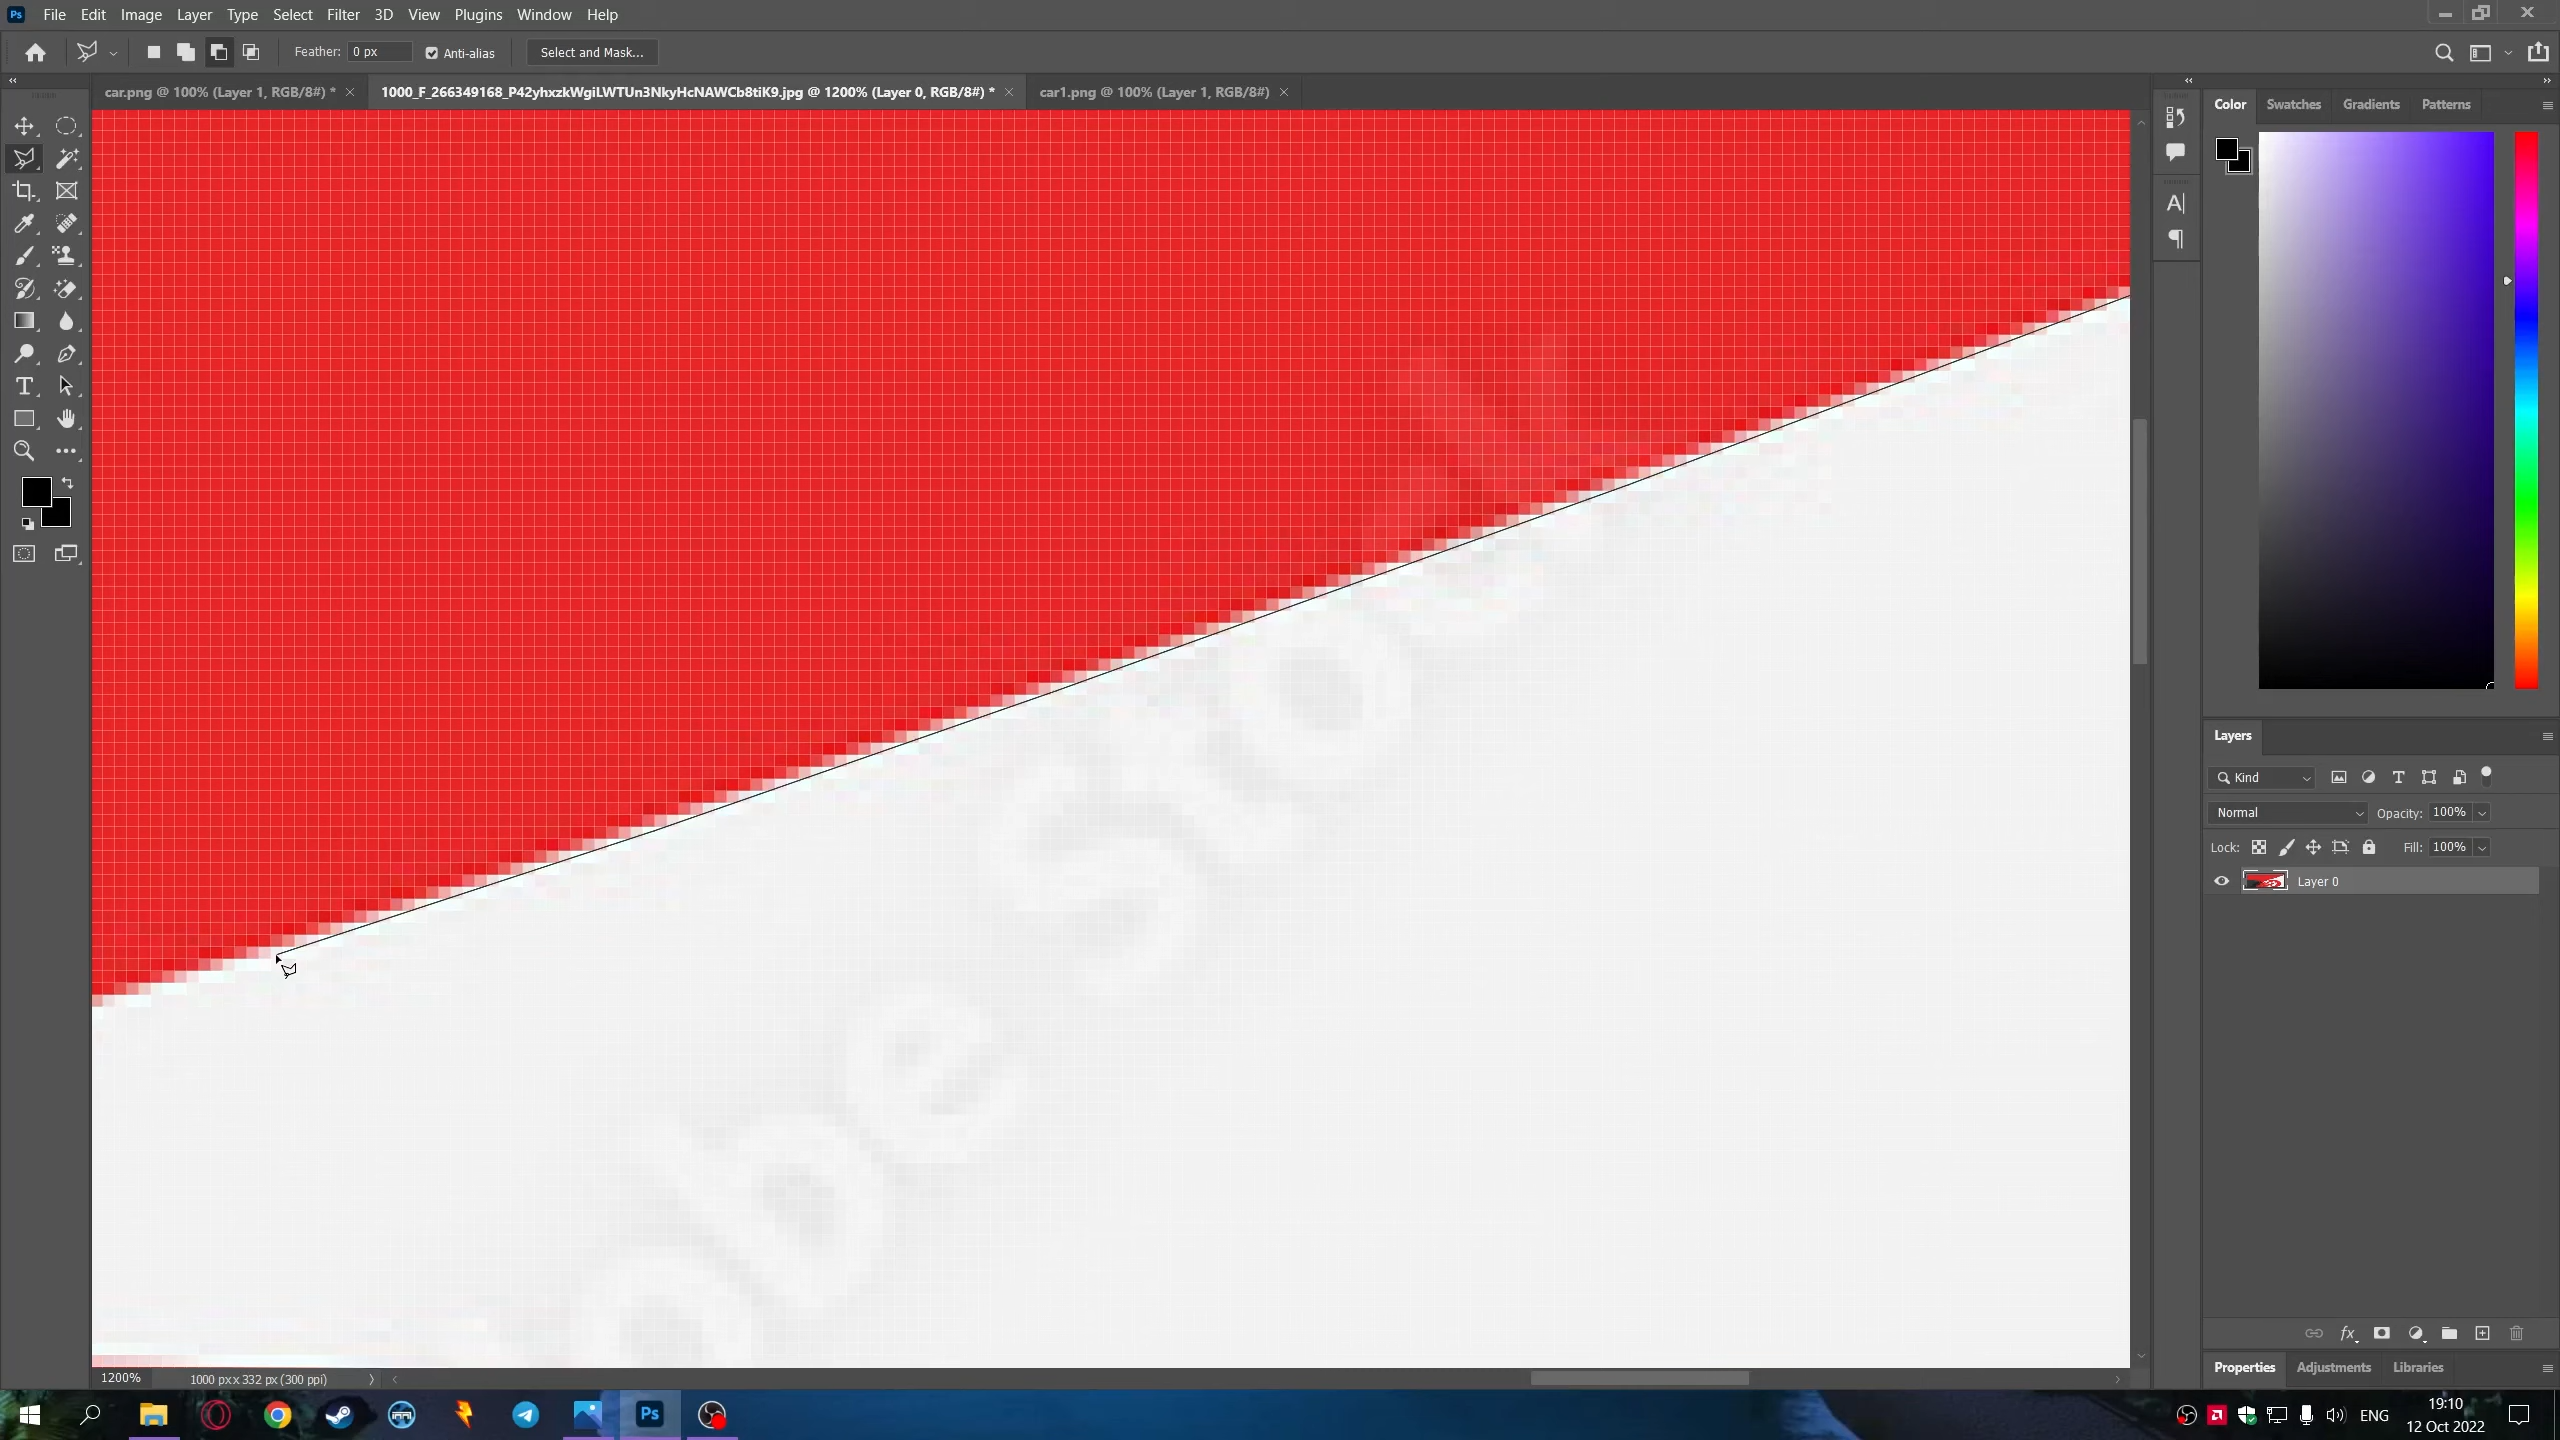 Ps File Edit Image Layer Type Select Filter 3D View Plugins Window Help
Feather: 0 px Anti-alias Select and Mask...
car.png @ 100% (Layer 1, RGB/8#) * 1000_F_266349168_P42yhxzkWgiLWTUn3NkyHcNAWCb8tiK9.jpg @ 1200% (Layer 0, RGB/8#) * car1.png @ 100% (Layer 1, RGB/8#)
Color Swatches Gradients Patterns
Layers
Kind
Normal Opacity: 100%
Lock: Fill: 100%
Layer 0
fx
1200% 1000 px x 332 px (300 ppi)
Properties Adjustments Libraries
Ps
ENG
19:10
12 Oct 2022